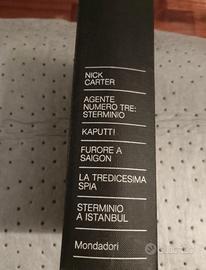 NICK
CARTER
AGENTE
NUMERO TRE:
STERMINIO
KAPUTT!
FURORE A
SAIGON
LA TREDICESIMA
SPIA
STERMINIO
A ISTANBUL
Mondadori